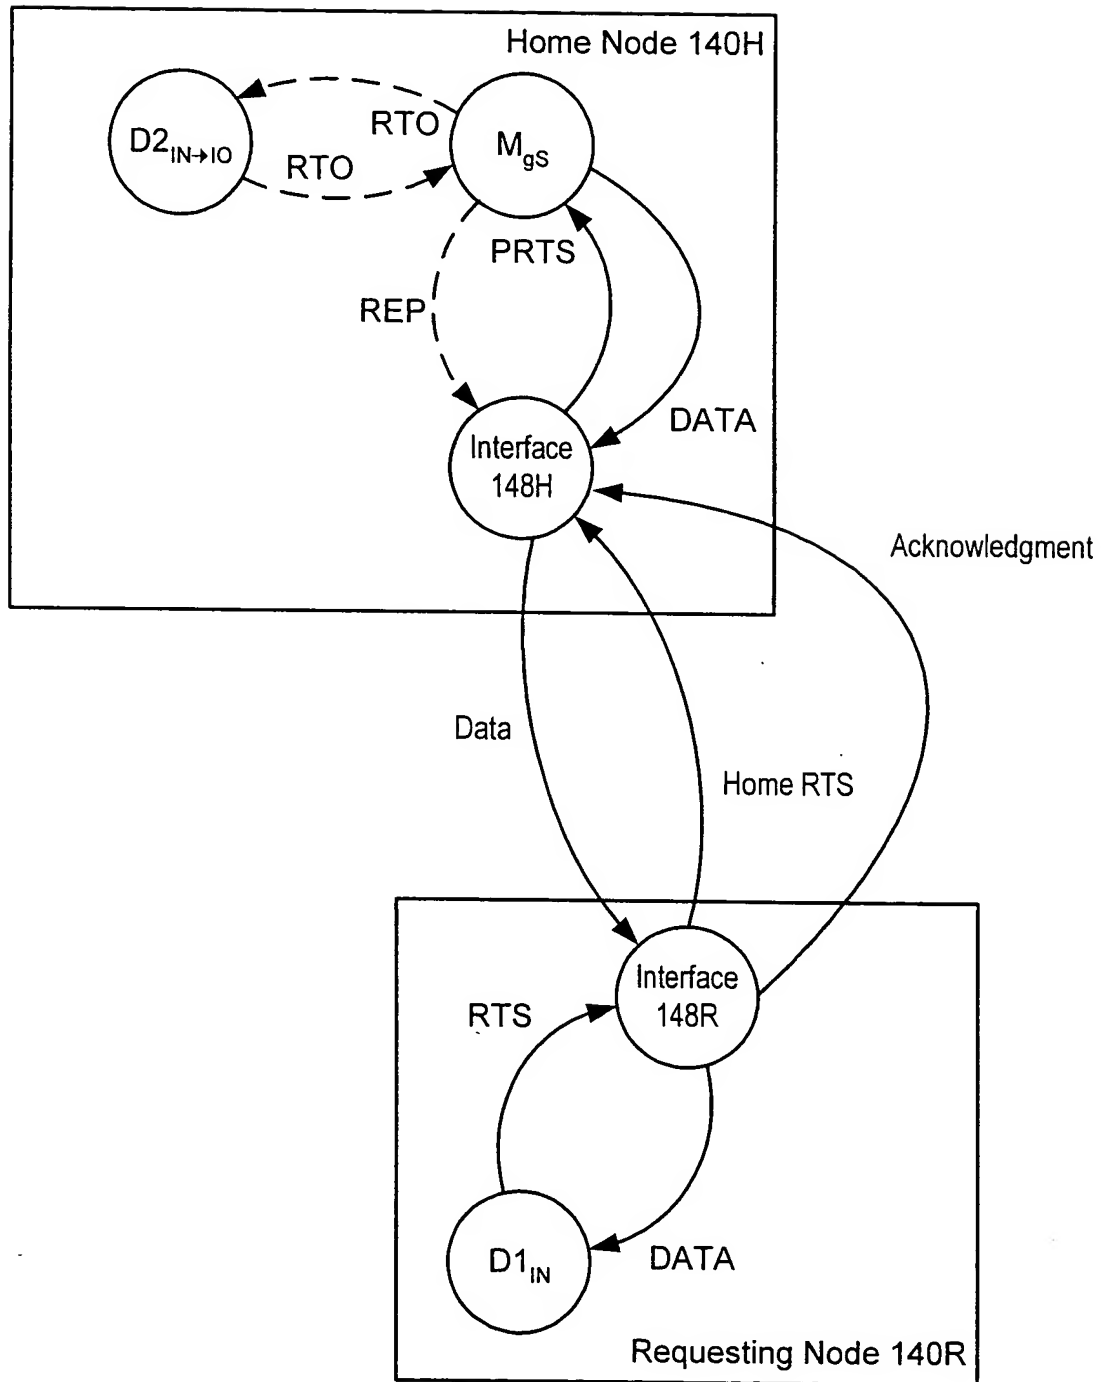 Home Node 140H
D2IN→IO
RTO
RTO
MgS
PRTS
REP
DATA
Interface
148H
Acknowledgment
Data
Home RTS
Interface
148R
RTS
D1IN
DATA
Requesting Node 140R